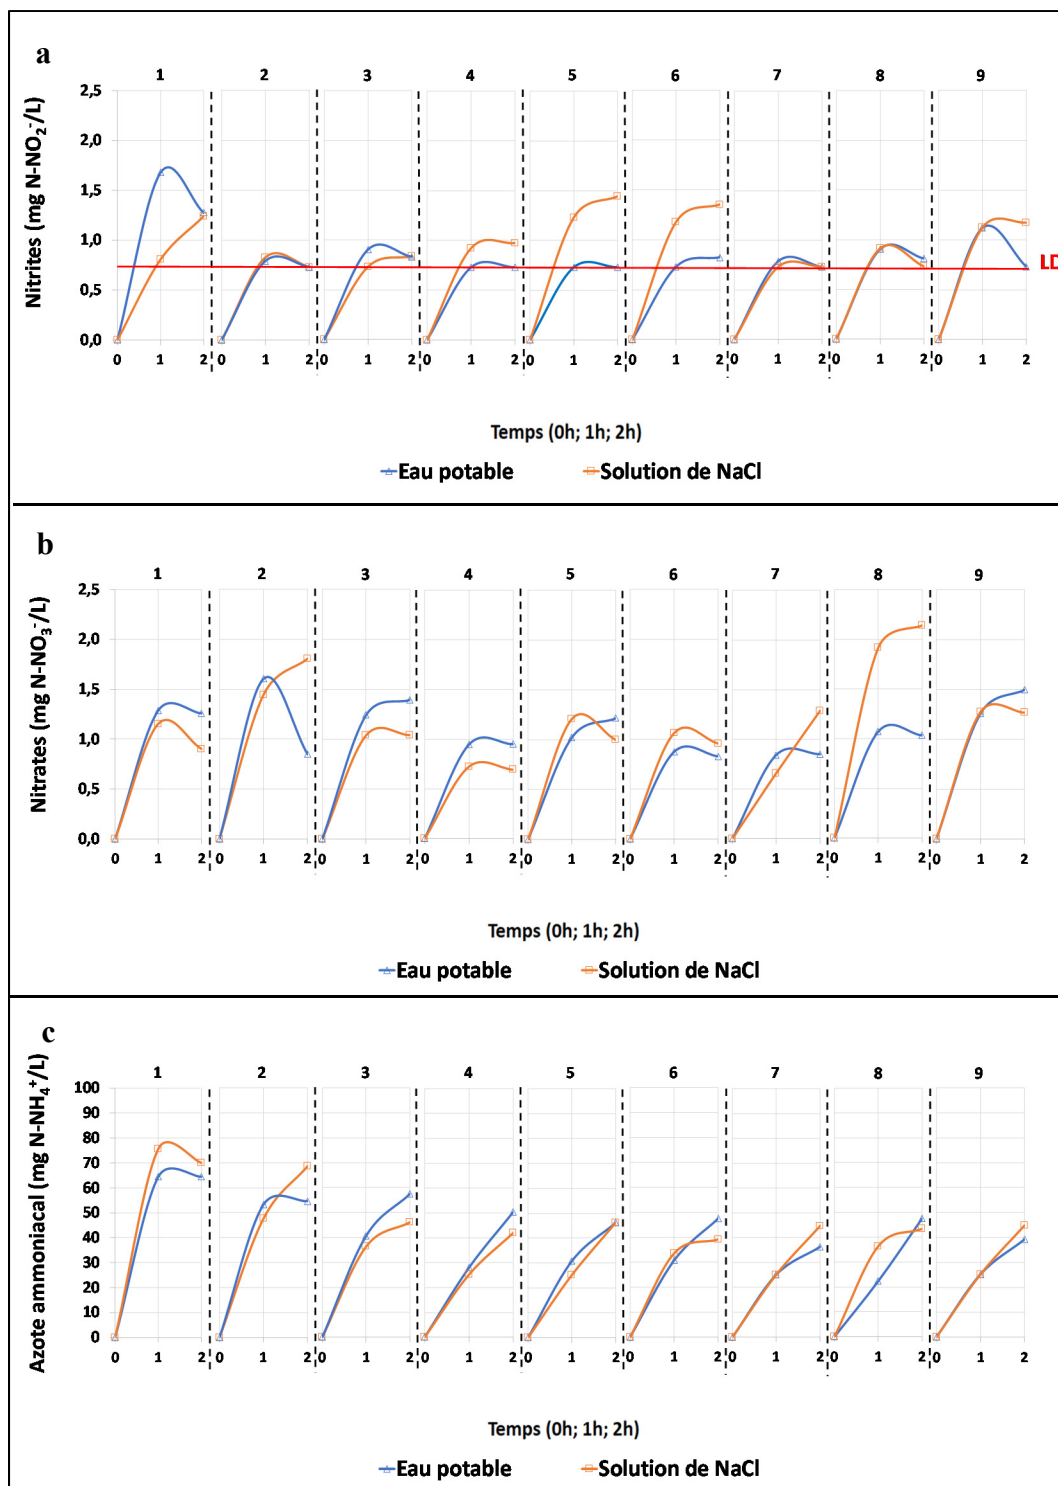 a
1 2 3 4 5 6 7 8 9
Nitrites (mg N-NO₂⁻/L)
2,5
2,0
1,5
1,0
0,5
0,0
LD
0 1 2 0 1 2 0 1 2 0 1 2 0 1 2 0 1 2 0 1 2 0 1 2 0 1 2
Temps (0h; 1h; 2h)
Eau potable Solution de NaCl
b
1 2 3 4 5 6 7 8 9
Nitrates (mg N-NO₃⁻/L)
2,5
2,0
1,5
1,0
0,5
0,0
0 1 2 0 1 2 0 1 2 0 1 2 0 1 2 0 1 2 0 1 2 0 1 2 0 1 2
Temps (0h; 1h; 2h)
Eau potable Solution de NaCl
c
1 2 3 4 5 6 7 8 9
Azote ammoniacal (mg N-NH₄⁺/L)
100
90
80
70
60
50
40
30
20
10
0
0 1 2 0 1 2 0 1 2 0 1 2 0 1 2 0 1 2 0 1 2 0 1 2 0 1 2
Temps (0h; 1h; 2h)
Eau potable Solution de NaCl